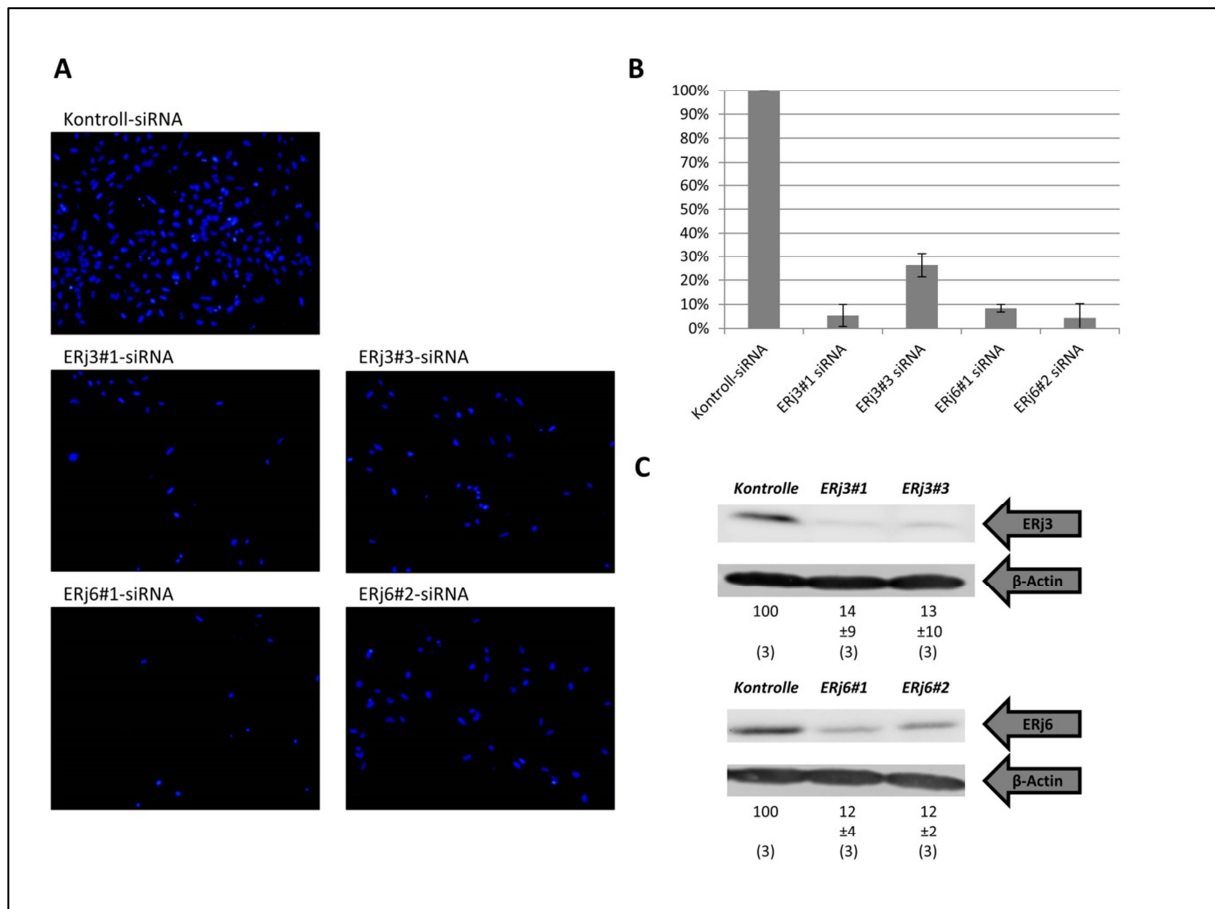 A
Kontroll-siRNA
ERj3#1-siRNA
ERj3#3-siRNA
ERj6#1-siRNA
ERj6#2-siRNA
B
100%
90%
80%
70%
60%
50%
40%
30%
20%
10%
0%
Kontroll-siRNA
ERj3#1 siRNA
ERj3#3 siRNA
ERj6#1 siRNA
ERj6#2 siRNA
C
Kontrolle ERj3#1 ERj3#3
ERj3
β-Actin
100 14 13
±9 ±10
(3) (3) (3)
Kontrolle ERj6#1 ERj6#2
ERj6
β-Actin
100 12 12
±4 ±2
(3) (3) (3)